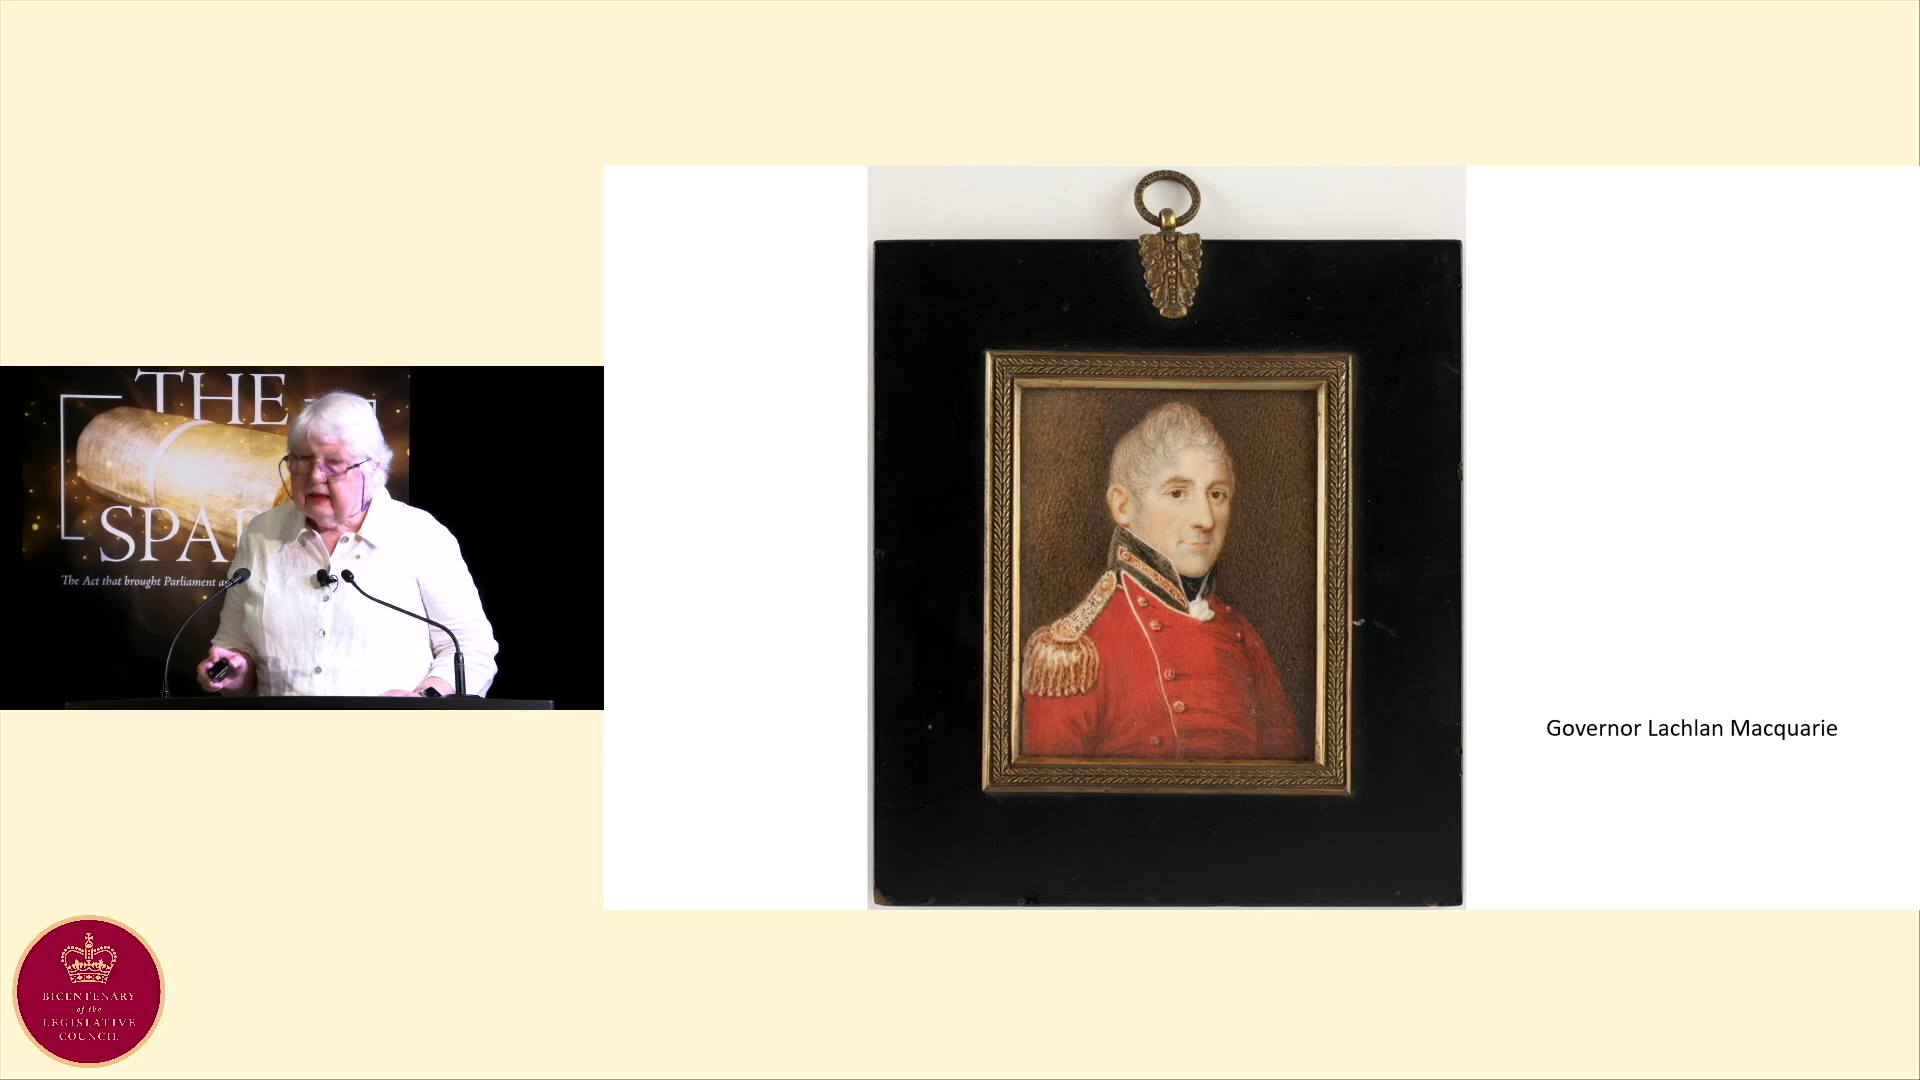 THE
SPA
The Act that brought Parliament a
Governor Lachlan Macquarie
BICENTENARY
of the
LEGISLATIVE
COUNCIL